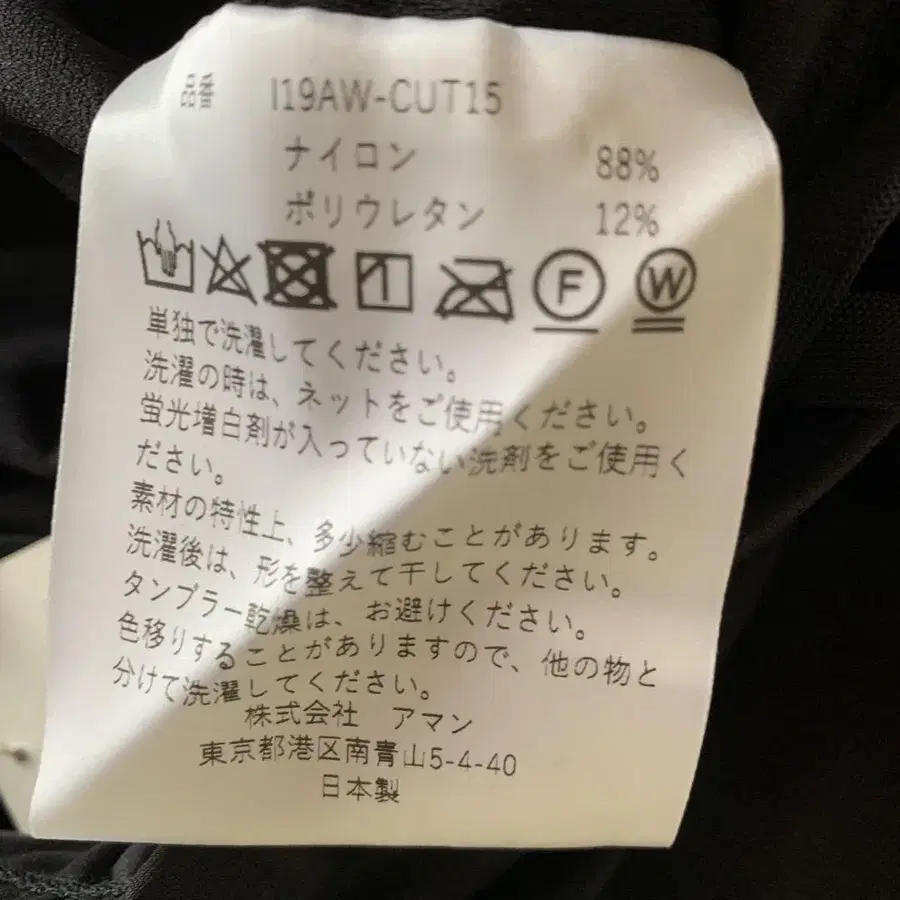 品番 I19AW-CUT15
ナイロン 88%
ポリウレタン 12%
F W
単独で洗濯してください。
洗濯の時は、ネットをご使用ください。
蛍光増白剤が入っていない洗剤をご使用く
ださい。
素材の特性上、多少縮むことがあります。
洗濯後は、形を整えて干してください。
タンブラー乾燥は、お避けください。
色移りすることがありますので、他の物と
分けて洗濯してください。
株式会社 アマン
東京都港区南青山5-4-40
日本製